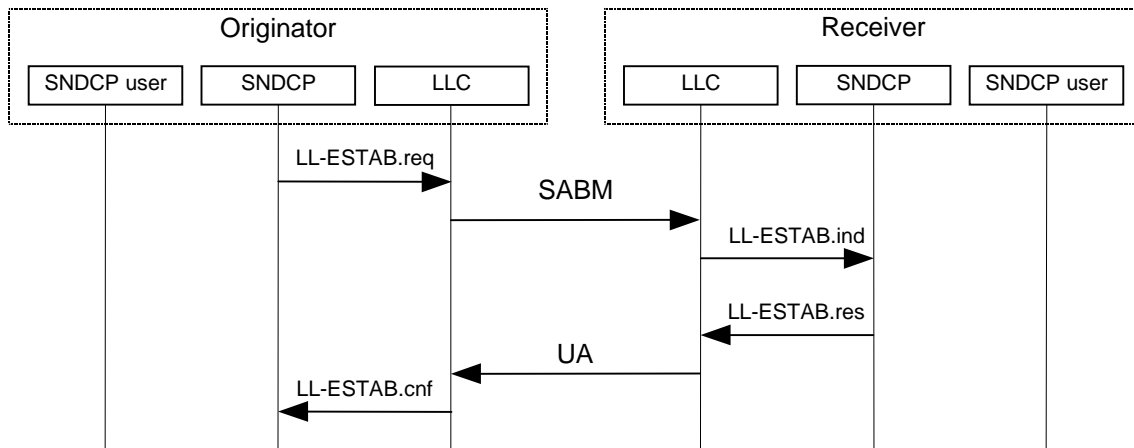 Originator
Receiver
SNDCP user
SNDCP
LLC
LLC
SNDCP
SNDCP user
LL-ESTAB.req
SABM
LL-ESTAB.ind
LL-ESTAB.res
UA
LL-ESTAB.cnf